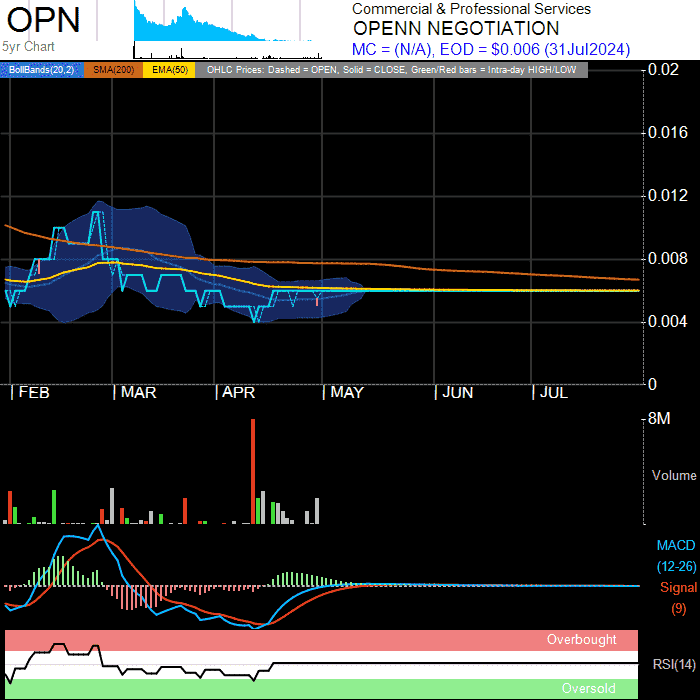 OPN
5yr Chart
Commercial & Professional Services
OPENN NEGOTIATION
MC = (N/A), EOD = $0.006 (31Jul2024)
BollBands(20,2) SMA(200) EMA(50) OHLC Prices: Dashed = OPEN, Solid = CLOSE, Green/Red bars = Intra-day HIGH/LOW
0.02
0.016
0.012
0.008
0.004
0
| FEB | MAR | APR | MAY | JUN | JUL
8M
Volume
MACD
(12-26)
Signal
(9)
Overbought
RSI(14)
Oversold